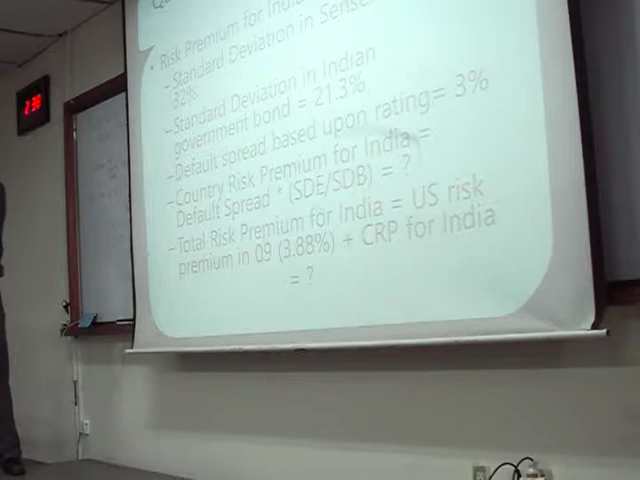 Risk Premium for India
–Standard Deviation in Sensex
32%
–Standard Deviation in Indian
government bond = 21.3%
–Default spread based upon rating= 3%
–Country Risk Premium for India =
Default Spread * (SDE/SDB) = ?
–Total Risk Premium for India = US risk
premium in 09 (3.88%) + CRP for India
= ?